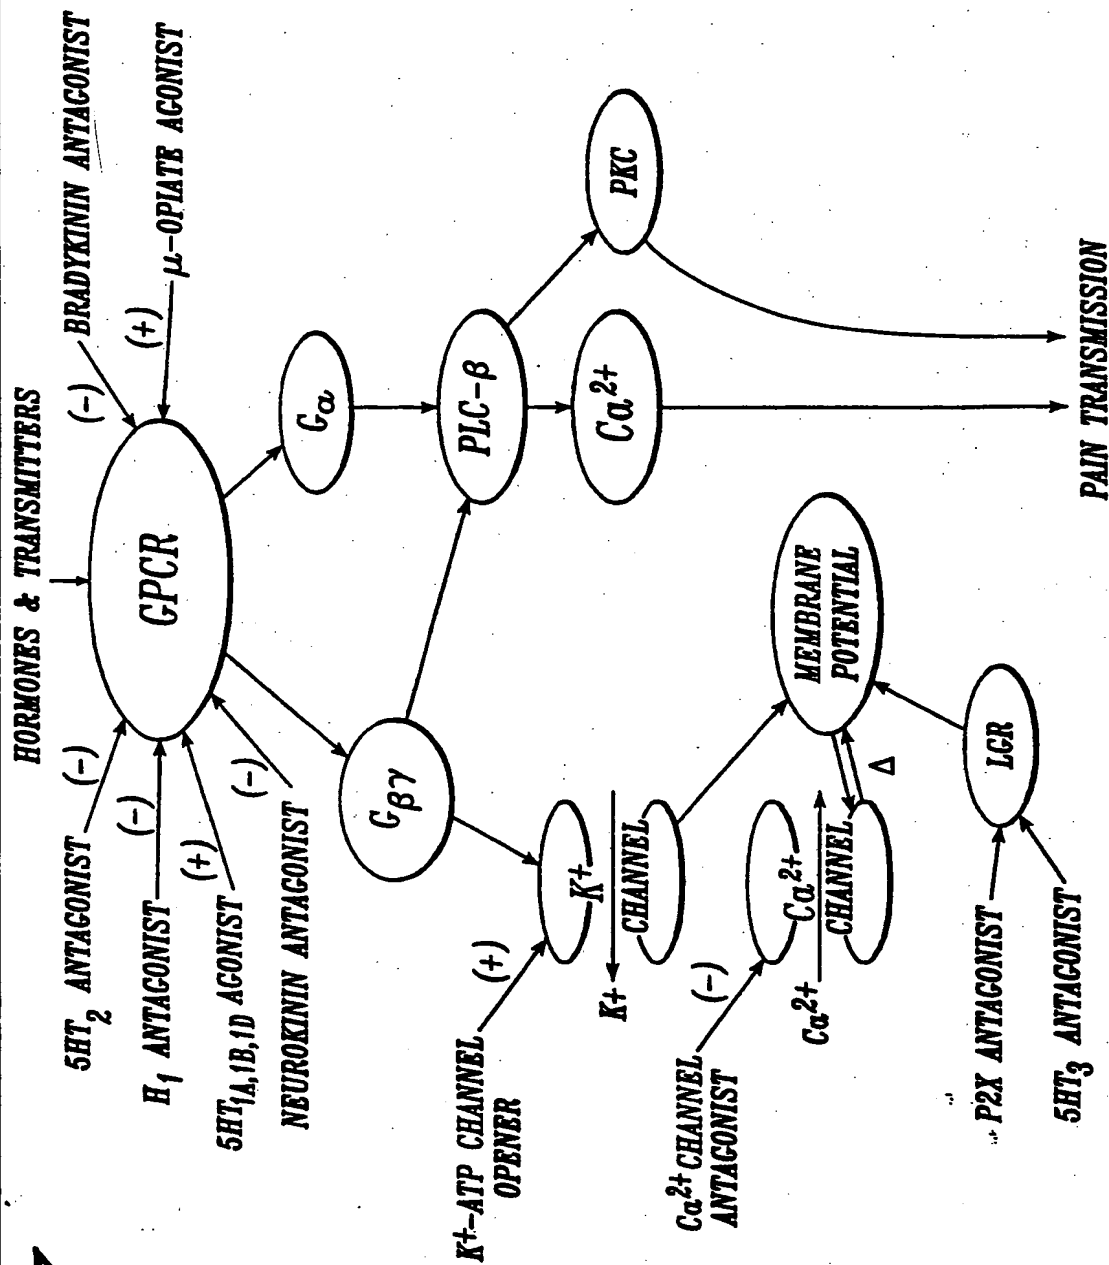 HORMONES & TRANSMITTERS
5HT2 ANTAGONIST
(-)
H1 ANTAGONIST
(-)
5HT1A,1B,1D AGONIST
(+)
NEUROKININ ANTAGONIST
(-)
BRADYKININ ANTAGONIST
(-)
μ-OPIATE AGONIST
(+)
GPCR
Gα
Gβγ
PLC-β
PKC
Ca2+
K+-ATP CHANNEL
OPENER
(+)
K+
CHANNEL
K+
Ca2+ CHANNEL
ANTAGONIST
(-)
Ca2+
CHANNEL
Ca2+
MEMBRANE
POTENTIAL
Δ
LGR
P2X ANTAGONIST
5HT3 ANTAGONIST
PAIN TRANSMISSION